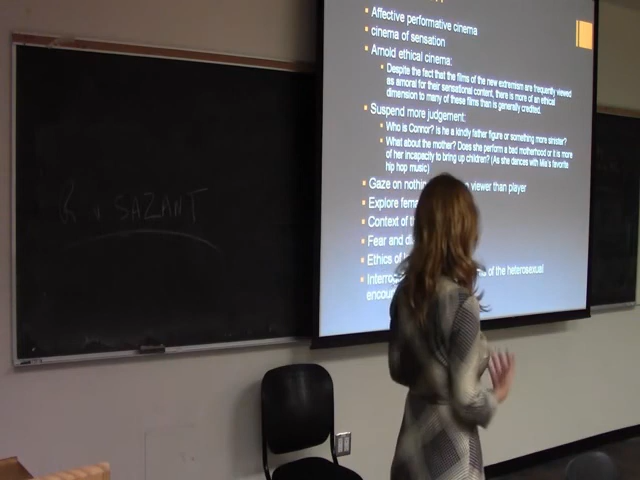 Affective performative cinema
cinema of sensation
Arnold ethical cinema:
Despite the fact that the films of the new extremism are frequently viewed
as amoral for their sensational content, there is more of an ethical
dimension to many of these films than is generally credited.
Suspend more judgement:
Who is Connor? Is he a kindly father figure or something more sinister?
What about the mother? Does she perform a bad motherhood or it is more
of her incapacity to bring up children? (As she dances with Mia's favorite
hip hop music)
Gaze on viewer than player
Explore
Context of
Fear and
Ethics of
of the heterosexual
SAZANT